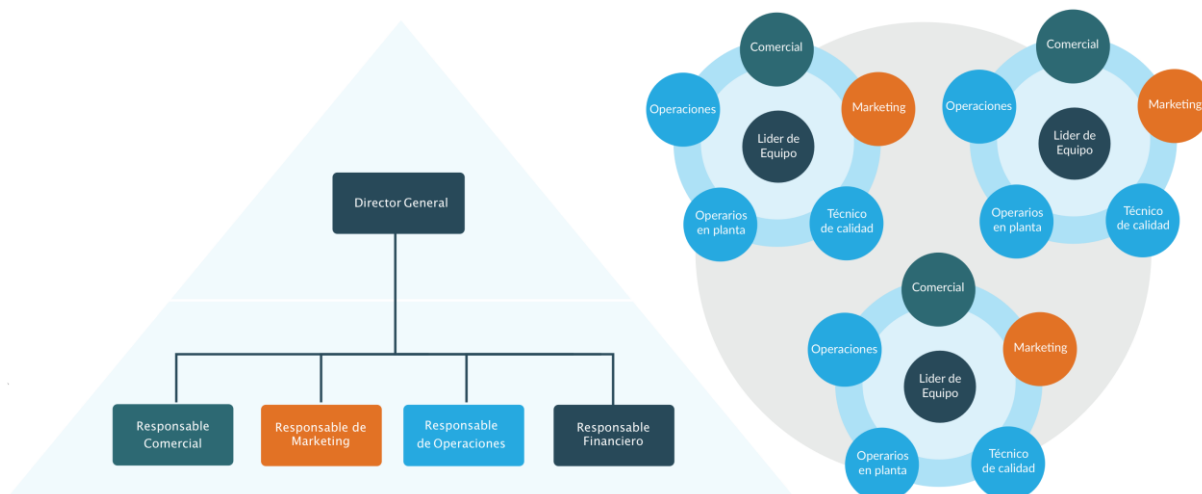 Director General
Responsable
Comercial
Responsable de
Marketing
Responsable
de Operaciones
Responsable
Financiero
Comercial
Operaciones
Marketing
Lider de
Equipo
Operarios
en planta
Técnico
de calidad
Comercial
Operaciones
Marketing
Lider de
Equipo
Operarios
en planta
Técnico
de calidad
Comercial
Operaciones
Marketing
Lider de
Equipo
Operarios
en planta
Técnico
de calidad